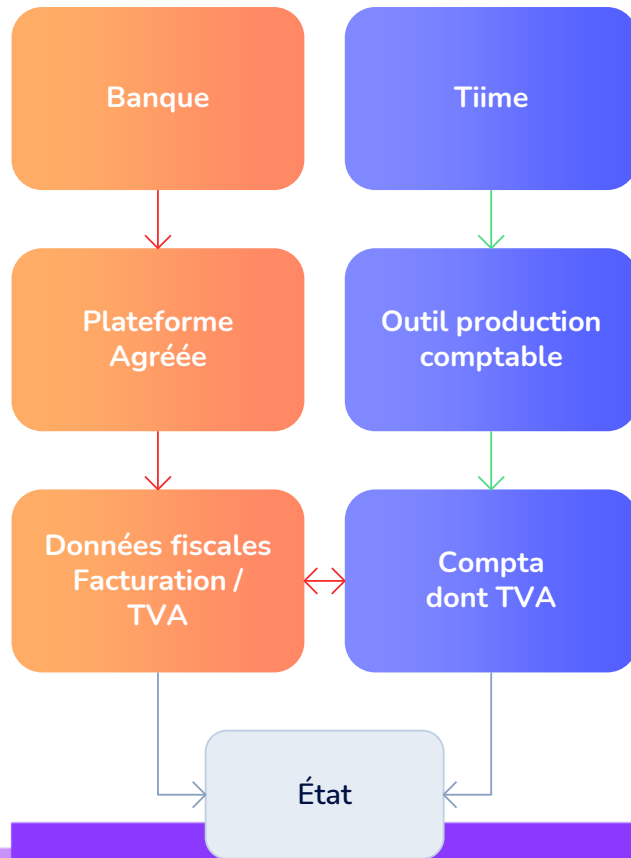 Banque
Tiime
Plateforme
Agréée
Outil production
comptable
Données fiscales
Facturation /
TVA
Compta
dont TVA
État